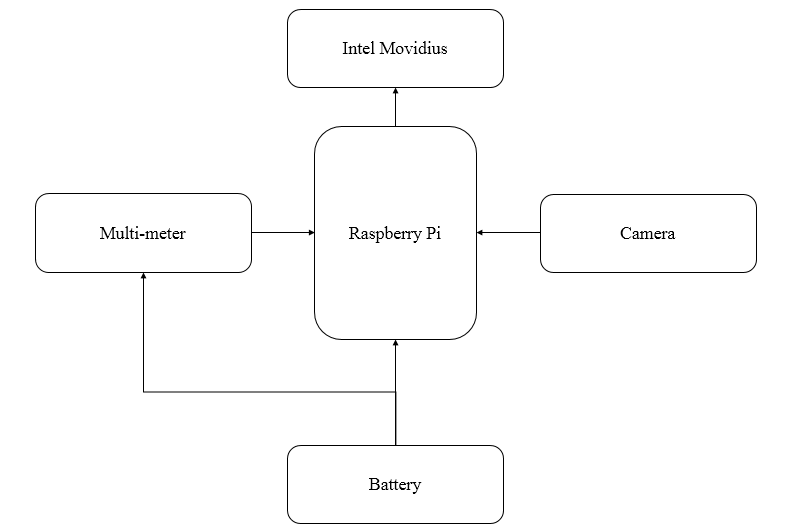 Intel Movidius
Multi-meter
Raspberry Pi
Camera
Battery